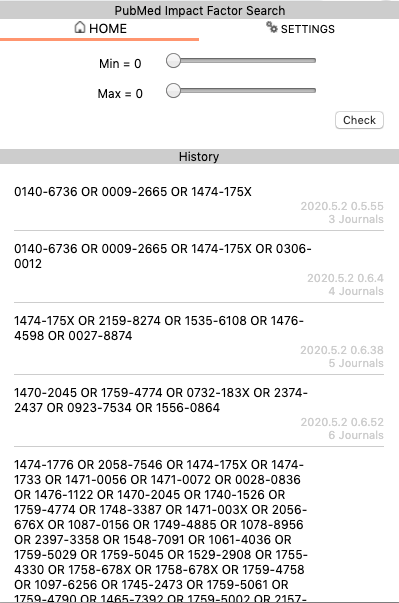 PubMed Impact Factor Search
HOME
SETTINGS
Min = 0
Max = 0
Check
History
0140-6736 OR 0009-2665 OR 1474-175X
2020.5.2 0.5.55
3 Journals
0140-6736 OR 0009-2665 OR 1474-175X OR 0306-
0012
2020.5.2 0.6.4
4 Journals
1474-175X OR 2159-8274 OR 1535-6108 OR 1476-
4598 OR 0027-8874
2020.5.2 0.6.38
5 Journals
1470-2045 OR 1759-4774 OR 0732-183X OR 2374-
2437 OR 0923-7534 OR 1556-0864
2020.5.2 0.6.52
6 Journals
1474-1776 OR 2058-7546 OR 1474-175X OR 1474-
1733 OR 1471-0056 OR 1471-0072 OR 0028-0836
OR 1476-1122 OR 1470-2045 OR 1740-1526 OR
1759-4774 OR 1748-3387 OR 1471-003X OR 2056-
676X OR 1087-0156 OR 1749-4885 OR 1078-8956
OR 2397-3358 OR 1548-7091 OR 1061-4036 OR
1759-5029 OR 1759-5045 OR 1529-2908 OR 1755-
4330 OR 1758-678X OR 1758-678X OR 1759-4758
OR 1097-6256 OR 1745-2473 OR 1759-5061 OR
1759-4790 OR 1465-7392 OR 1759-5002 OR 2157-